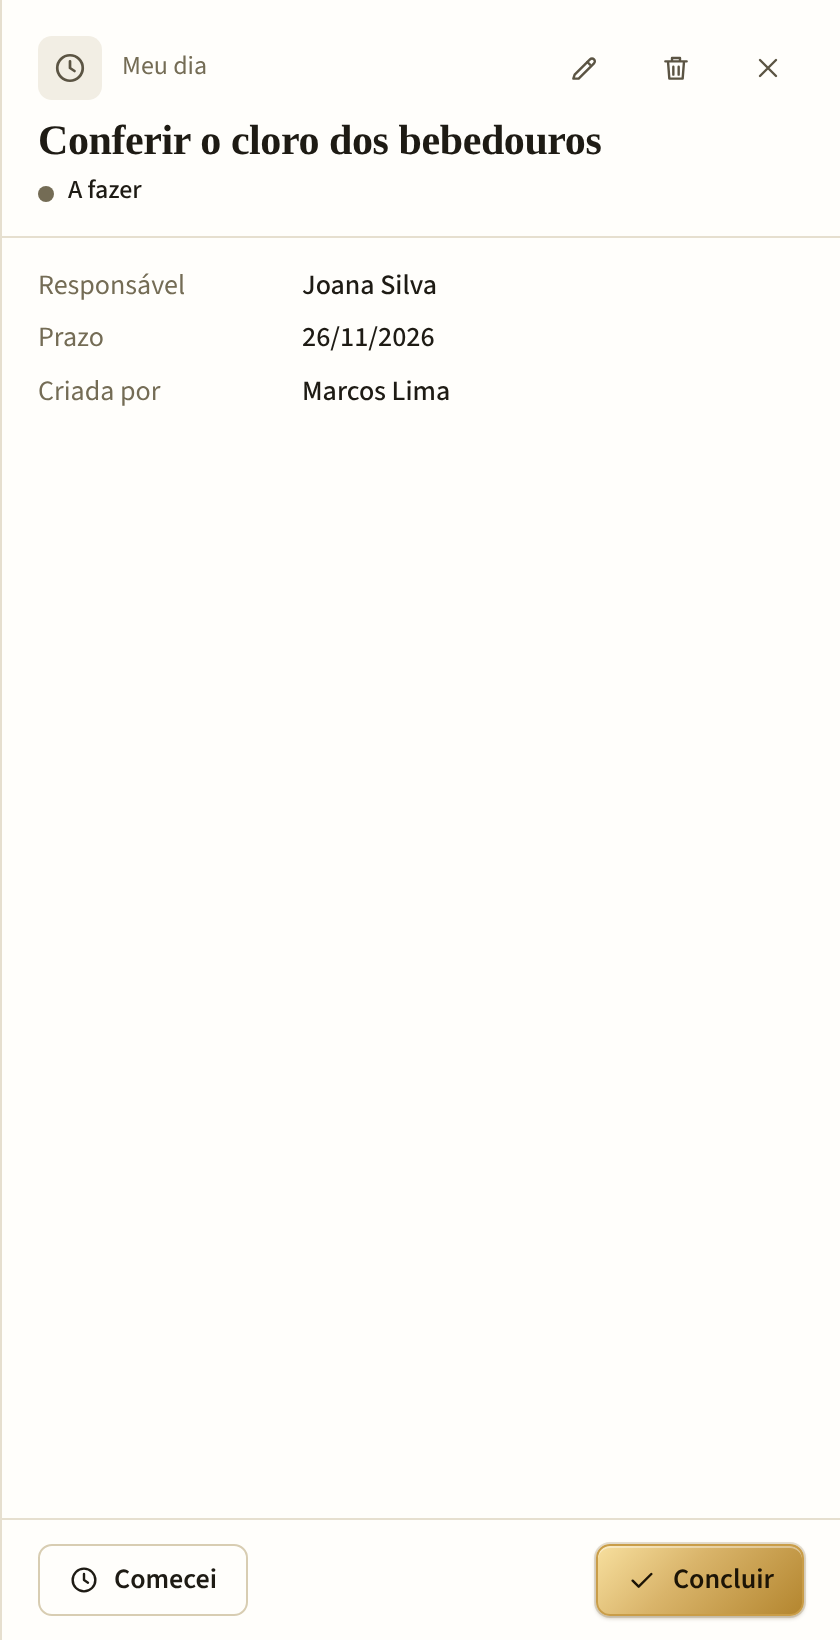 Meu dia
Conferir o cloro dos bebedouros
A fazer
Responsável Joana Silva
Prazo 26/11/2026
Criada por Marcos Lima
Comecei Concluir